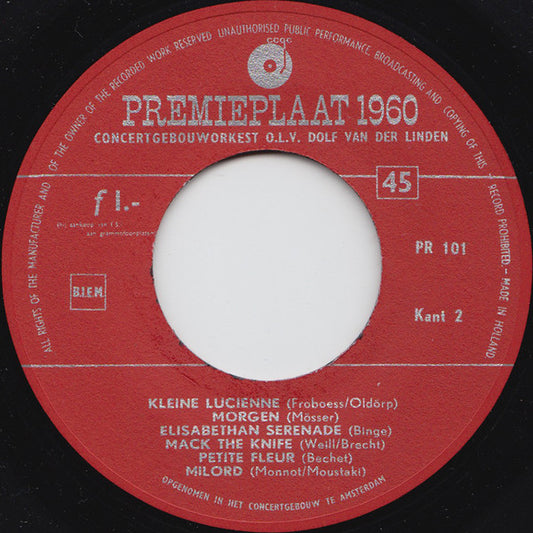 ALL RIGHTS OF THE MANUFACTURER AND OF THE OWNER OF THE RECORDED WORK RESERVED UNAUTHORISED PUBLIC PERFORMANCE, BROADCASTING AND COPYING OF THIS RECORD PROHIBITED. - MADE IN HOLLAND
CCGC
PREMIEPLAAT 1960
CONCERTGEBOUWORKEST O.L.V. DOLF VAN DER LINDEN
45
f 1.-
PR 101
B.I.E.M.
Kant 2
KLEINE LUCIENNE (Froboess/Oldörp)
MORGEN (Mösser)
ELISABETHAN SERENADE (Binge)
MACK THE KNIFE (Weill/Brecht)
PETITE FLEUR (Bechet)
MILORD (Monnot/Moustaki)
OPGENOMEN IN HET CONCERTGEBOUW TE AMSTERDAM